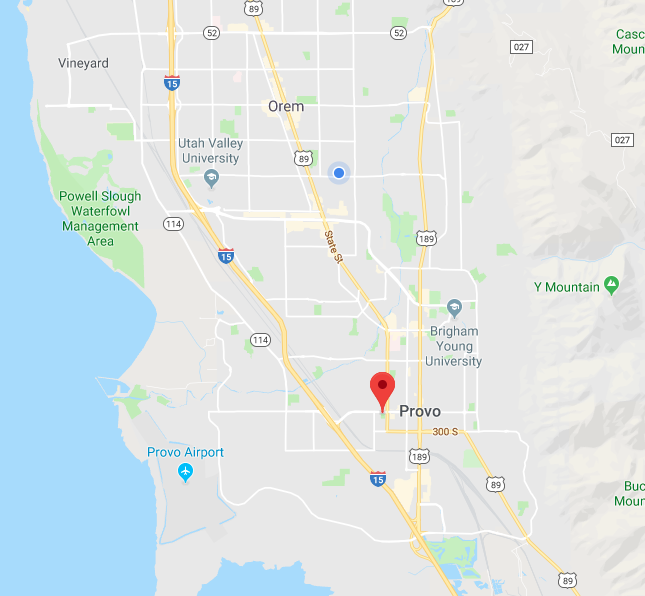 89
52
52
89
027
Casc
Moun
Vineyard
15
Orem
027
Utah Valley
University
89
Powell Slough
Waterfowl
Management
Area
114
State St
189
15
Y Mountain
114
Brigham
Young
University
Provo
300 S
Provo Airport
189
15
89
Buc
Moun
89